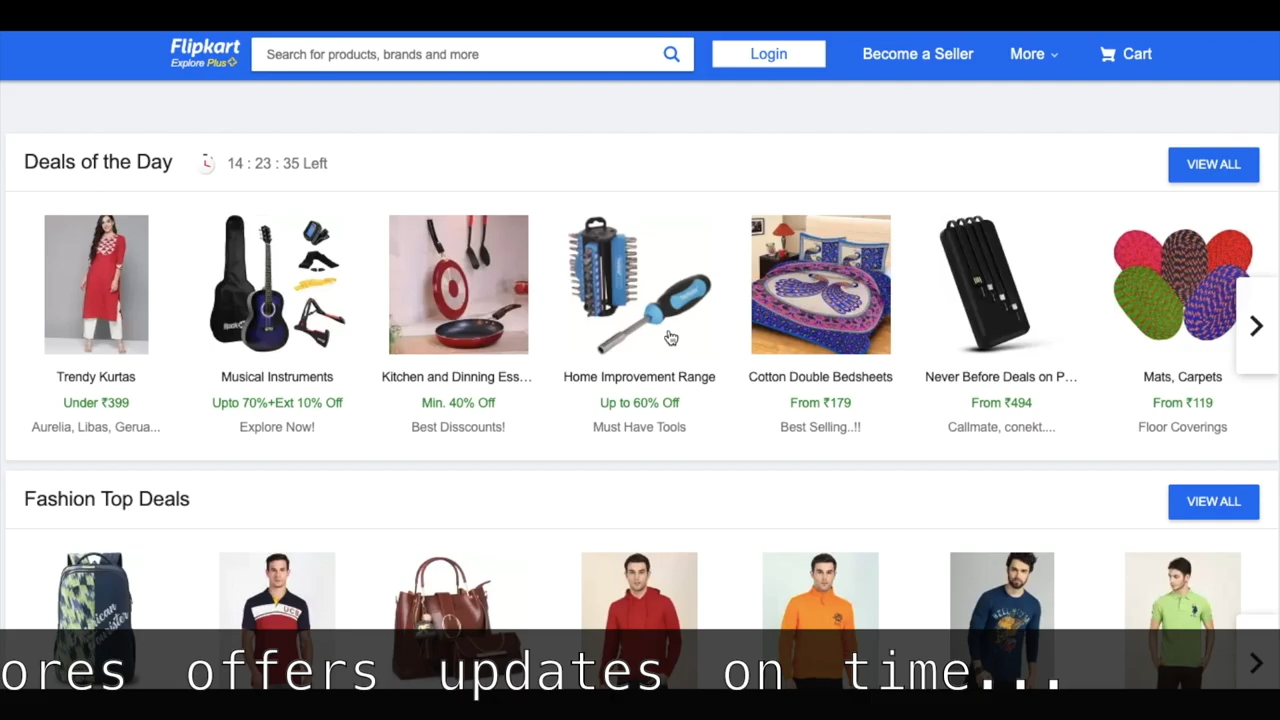 Flipkart
Explore Plus
Search for products, brands and more
Login
Become a Seller
More
Cart
Deals of the Day
14 : 23 : 35 Left
VIEW ALL
Trendy Kurtas
Musical Instruments
Kitchen and Dinning Ess...
Home Improvement Range
Cotton Double Bedsheets
Never Before Deals on P...
Mats, Carpets
Under ₹399
Upto 70%+Ext 10% Off
Min. 40% Off
Up to 60% Off
From ₹179
From ₹494
From ₹119
Aurelia, Libas, Gerua...
Explore Now!
Best Disscounts!
Must Have Tools
Best Selling..!!
Callmate, conekt....
Floor Coverings
Fashion Top Deals
VIEW ALL
ores offers updates on time...